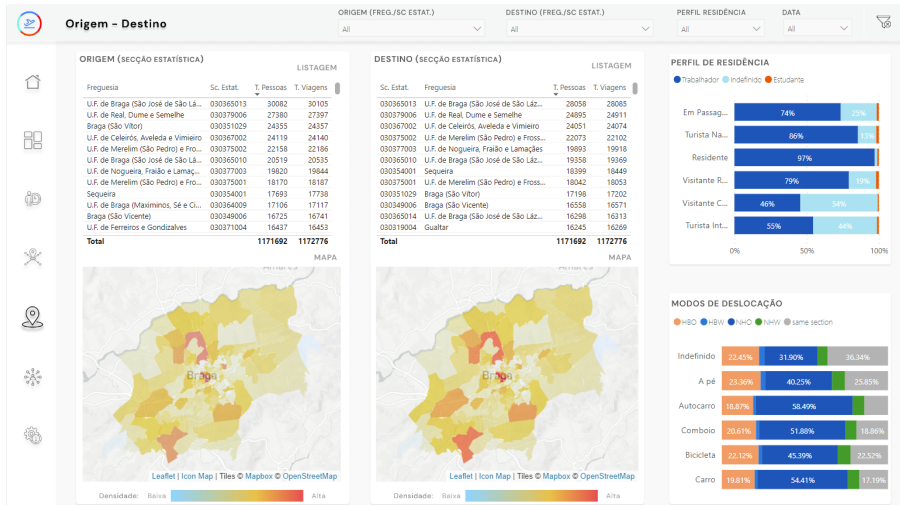 Origem - Destino
ORIGEM (FREG./SC ESTAT.)
All
DESTINO (FREG./SC ESTAT.)
All
PERFIL RESIDÊNCIA
All
DATA
All
ORIGEM (SECÇÃO ESTATÍSTICA)
LISTAGEM
Freguesia Sc. Estat. T. Pessoas T. Viagens
U.F. de Braga (São José de São Lá... 030365013 30082 30105
U.F. de Real, Dume e Semelhe 030379006 27380 27397
Braga (São Vítor) 030351029 24355 24357
U.F. de Celeirós, Aveleda e Vimieiro 030367002 24119 24140
U.F. de Merelim (São Pedro) e Fro... 030375002 22158 22186
U.F. de Braga (São José de São Lá... 030365010 20519 20535
U.F. de Nogueira, Fraião e Lamaç... 030377003 19820 19844
U.F. de Merelim (São Pedro) e Fro... 030375001 18170 18187
Sequeira 030354001 17693 17738
U.F. de Braga (Maximinos, Sé e Ci... 030364009 17106 17117
Braga (São Vicente) 030349006 16725 16741
U.F. de Ferreiros e Gondizalves 030371004 16437 16453
Total 1171692 1172776
MAPA
Amares
Braga
Leaflet | Icon Map | Tiles © Mapbox © OpenStreetMap
Densidade: Baixa Alta
DESTINO (SECÇÃO ESTATÍSTICA)
LISTAGEM
Sc. Estat. Freguesia T. Pessoas T. Viagens
030365013 U.F. de Braga (São José de São Láz... 28058 28085
030379006 U.F. de Real, Dume e Semelhe 24895 24911
030367002 U.F. de Celeirós, Aveleda e Vimieiro 24051 24074
030375002 U.F. de Merelim (São Pedro) e Fross... 22073 22102
030377003 U.F. de Nogueira, Fraião e Lamaçães 19893 19918
030365010 U.F. de Braga (São José de São Láz... 19358 19369
030354001 Sequeira 18399 18449
030375001 U.F. de Merelim (São Pedro) e Fross... 18042 18053
030351029 Braga (São Vítor) 17198 17202
030349006 Braga (São Vicente) 16558 16571
030365014 U.F. de Braga (São José de São Láz... 16298 16313
030319004 Gualtar 16245 16269
Total 1171692 1172776
MAPA
Amares
Braga
Leaflet | Icon Map | Tiles © Mapbox © OpenStreetMap
Densidade: Baixa Alta
PERFIL DE RESIDÊNCIA
Trabalhador Indefinido Estudante
Em Passag... 74% 25%
Turista Na... 86% 13%
Residente 97%
Visitante R... 79% 19%
Visitante C... 46% 54%
Turista Int... 55% 44%
0% 50% 100%
MODOS DE DESLOCAÇÃO
HBO HBW NHO NHW same section
Indefinido 22.45% 31.90% 36.34%
A pé 23.36% 40.25% 25.85%
Autocarro 18.87% 58.49%
Comboio 20.61% 51.88% 18.86%
Bicicleta 22.12% 45.39% 22.52%
Carro 19.81% 54.41% 17.19%